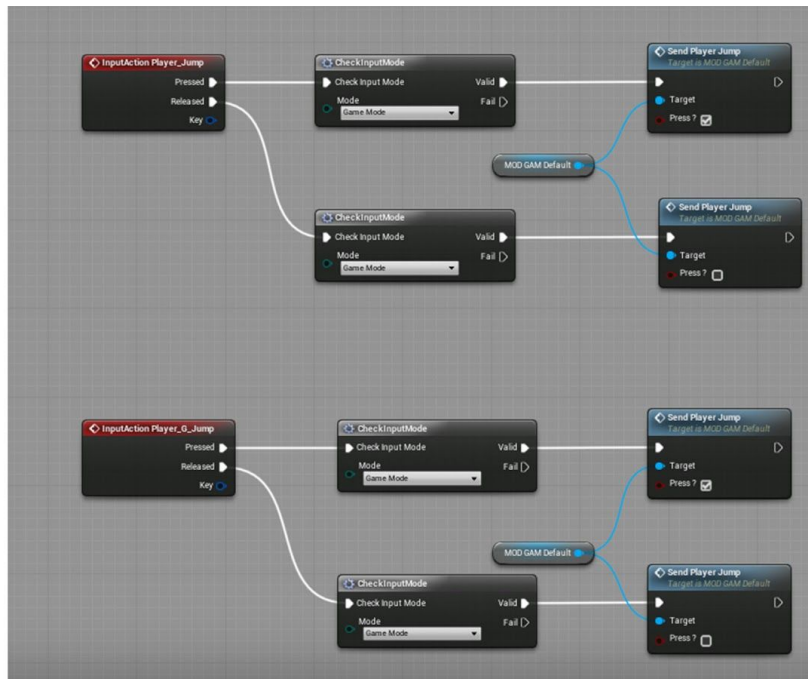 InputAction Player_Jump
Pressed
Released
Key
CheckInputMode
Check Input Mode
Valid
Mode
Fail
Game Mode
Send Player Jump
Target is MOD GAM Default
Target
Press ?
MOD GAM Default
CheckInputMode
Check Input Mode
Valid
Mode
Fail
Game Mode
Send Player Jump
Target is MOD GAM Default
Target
Press ?
InputAction Player_G_Jump
Pressed
Released
Key
CheckInputMode
Check Input Mode
Valid
Mode
Fail
Game Mode
Send Player Jump
Target is MOD GAM Default
Target
Press ?
MOD GAM Default
CheckInputMode
Check Input Mode
Valid
Mode
Fail
Game Mode
Send Player Jump
Target is MOD GAM Default
Target
Press ?